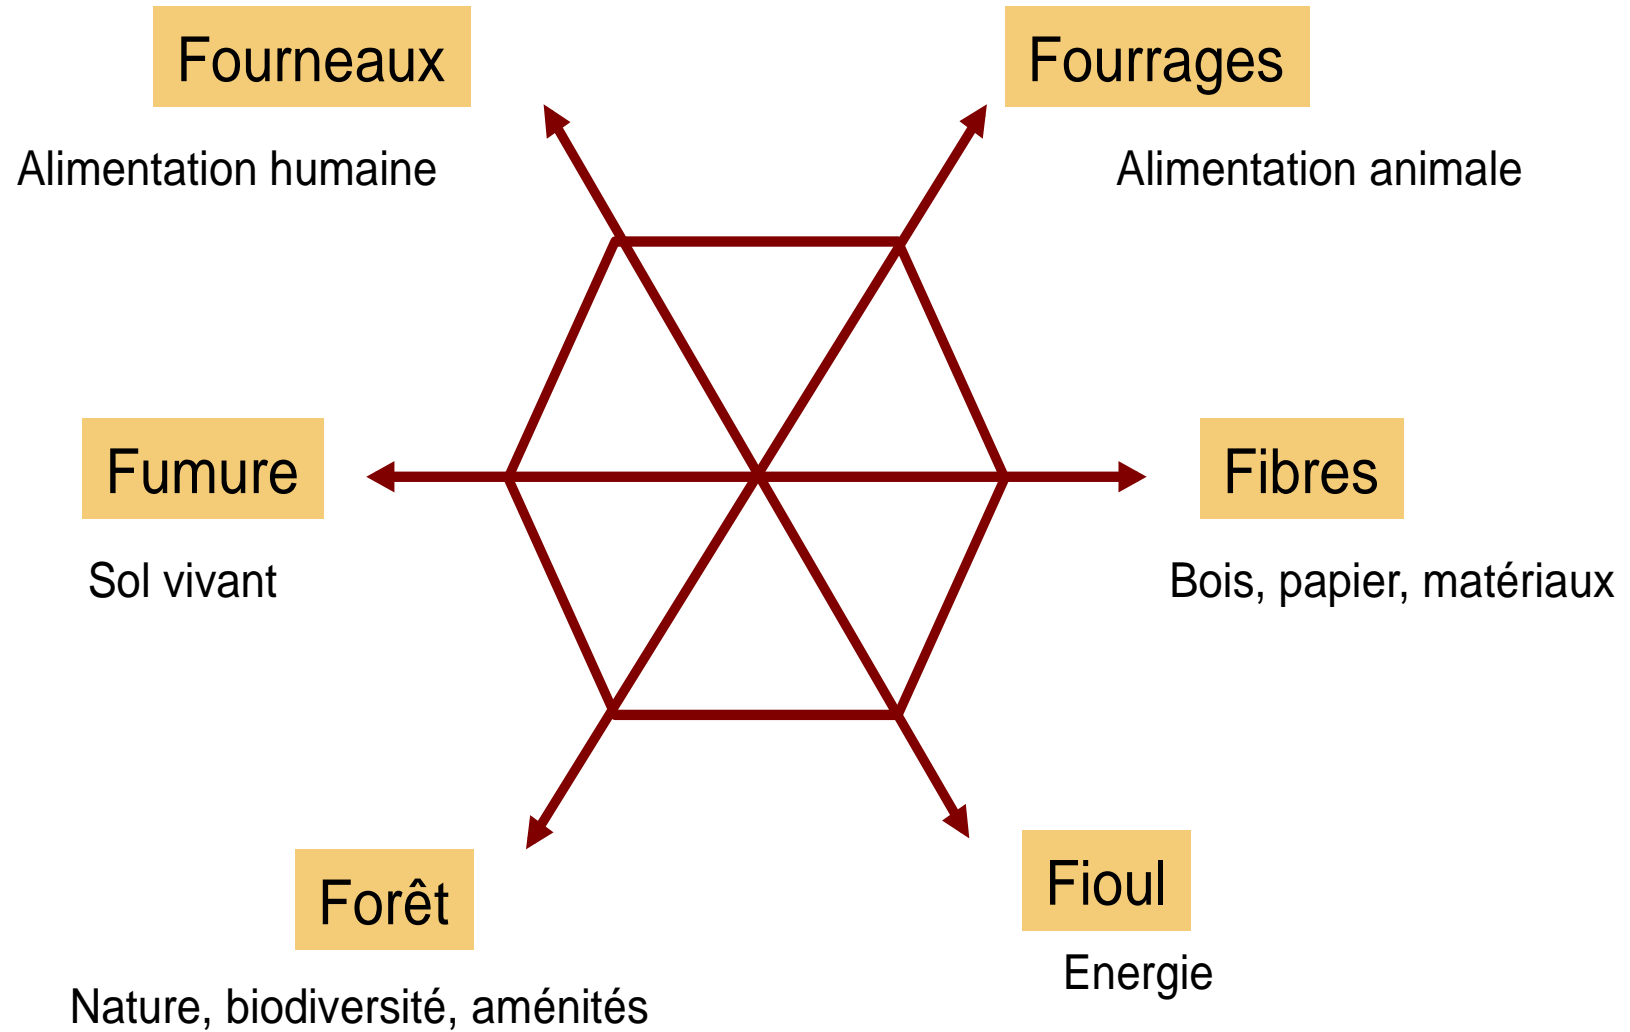 Fourneaux
Alimentation humaine
Fourrages
Alimentation animale
Fumure
Sol vivant
Fibres
Bois, papier, matériaux
Forêt
Nature, biodiversité, aménités
Fioul
Energie